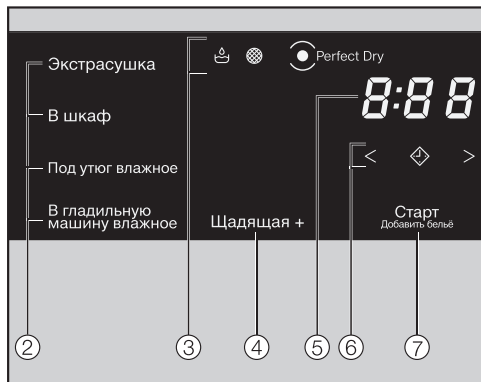 Экстрасушка
Perfect Dry
8:88
В шкаф
< >
Под утюг влажное
В гладильную
машину влажное
Щадящая +
Старт
Добавить бельё
2
3
4
5
6
7